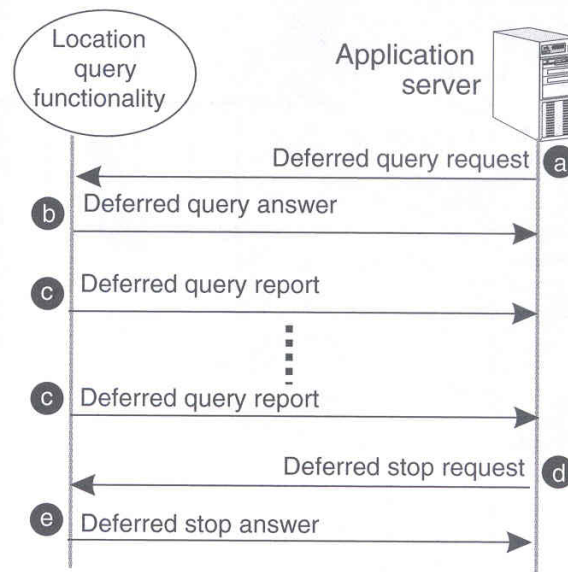 Location
query
functionality
Application
server
Deferred query request
a
b
Deferred query answer
c
Deferred query report
c
Deferred query report
Deferred stop request
d
e
Deferred stop answer